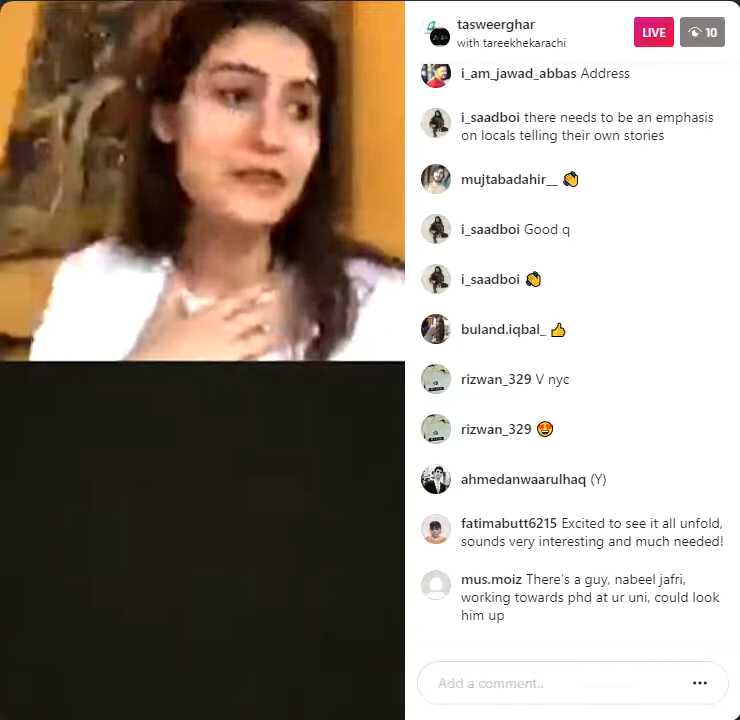 tasweerghar
with tareekhekarachi
LIVE
10
i_am_jawad_abbas Address
i_saadboi there needs to be an emphasis
on locals telling their own stories
mujtabadahir__ 👏
i_saadboi Good q
i_saadboi 👏
buland.iqbal_ 👍
rizwan_329 V nyc
rizwan_329 😍
ahmedanwaarulhaq (Y)
fatimabutt6215 Excited to see it all unfold,
sounds very interesting and much needed!
mus.moiz There's a guy, nabeel jafri,
working towards phd at ur uni, could look
him up
Add a comment..